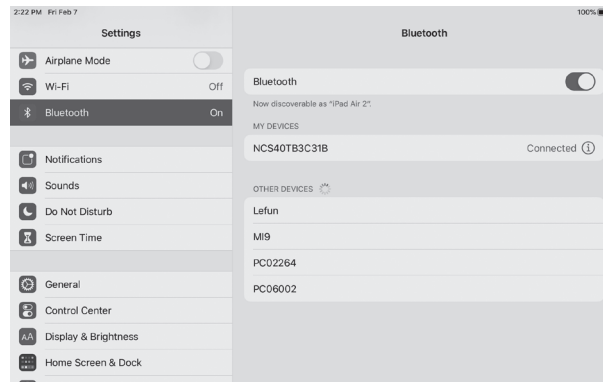 2:22 PM Fri Feb 7
100%
Settings
Bluetooth
Airplane Mode
Wi-Fi
Off
Bluetooth
On
Notifications
Sounds
Do Not Disturb
Screen Time
General
Control Center
AA
Display & Brightness
Home Screen & Dock
Bluetooth
Now discoverable as "iPad Air 2".
MY DEVICES
NCS40TB3C31B
Connected
OTHER DEVICES
Lefun
MI9
PC02264
PC06002